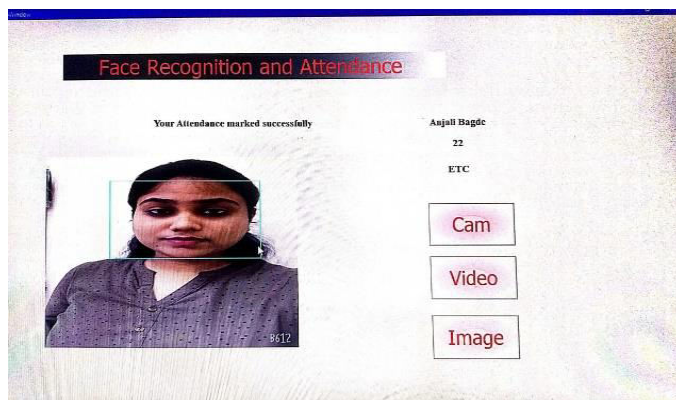 Face Recognition and Attendance
Your Attendance marked successfully
Anjali Bagde
22
ETC
Cam
Video
Image
B612